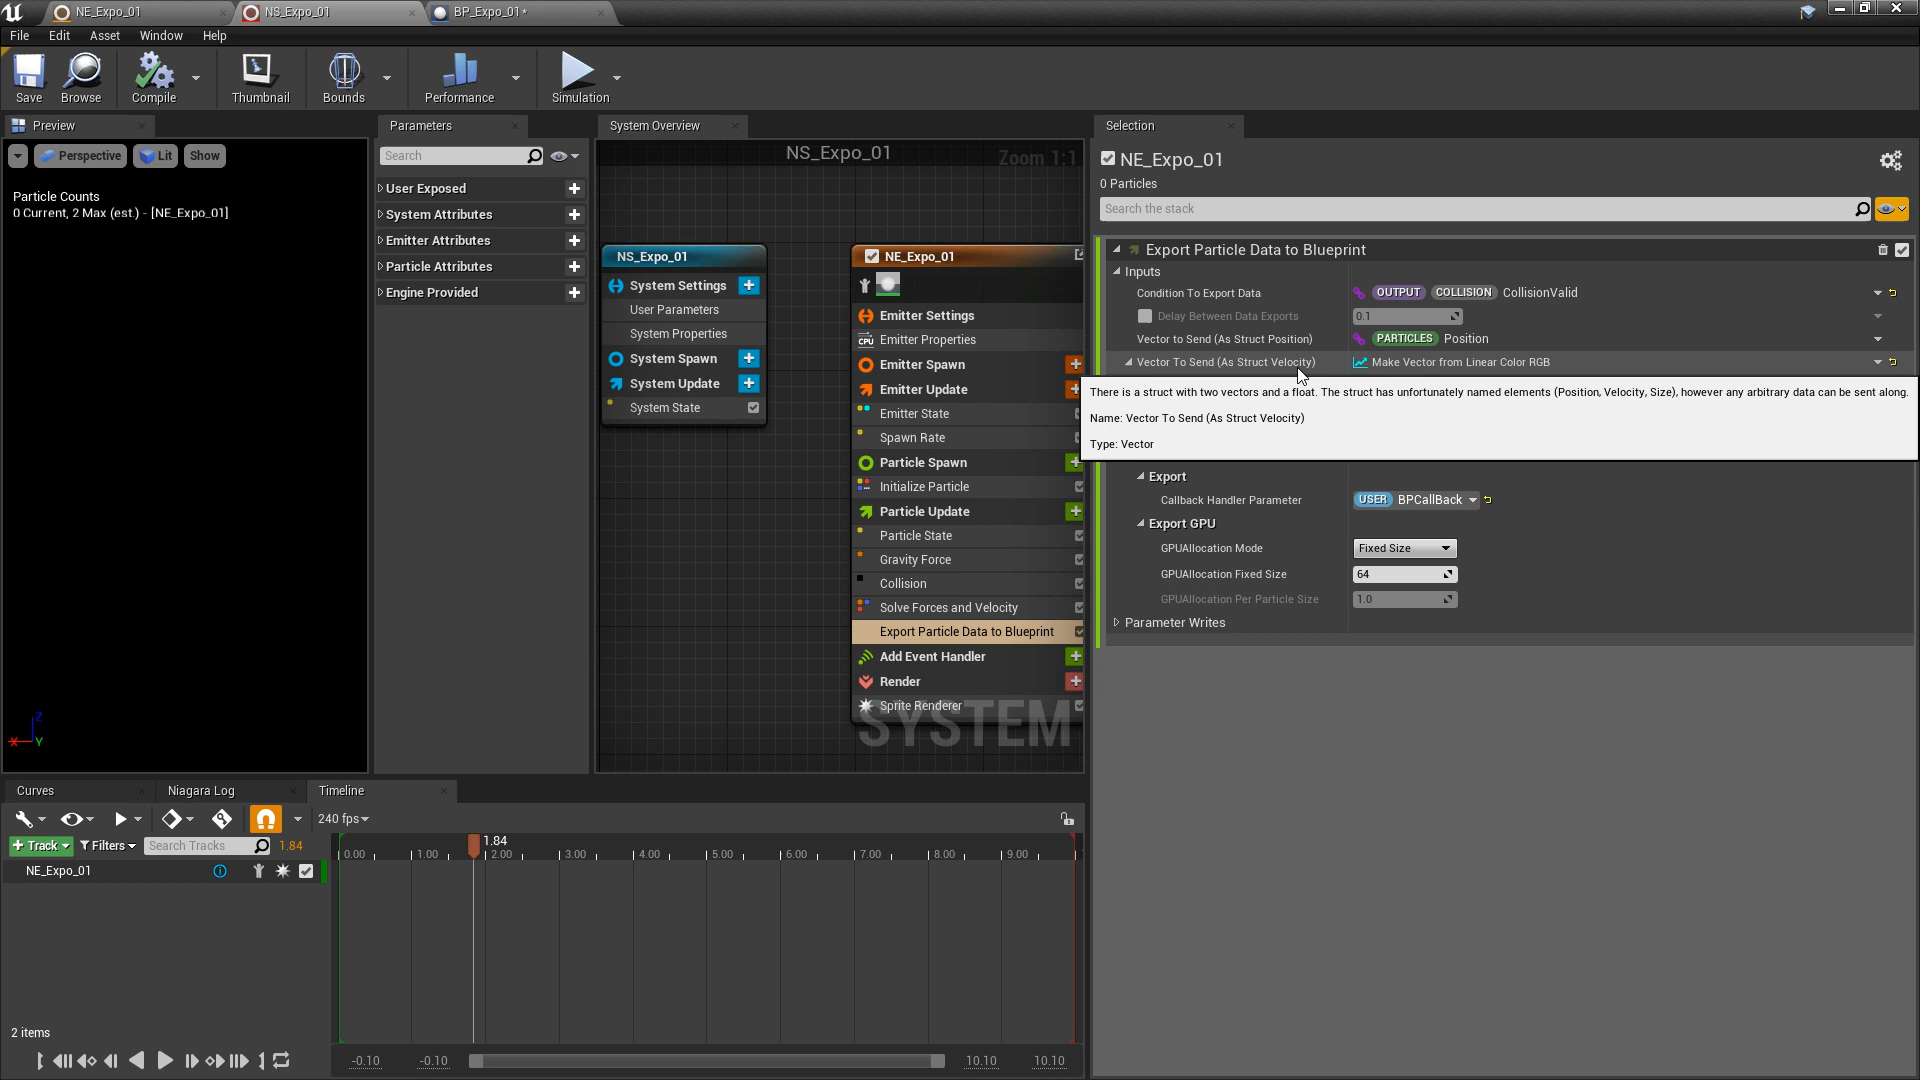 NE_Expo_01
NS_Expo_01
BP_Expo_01*
File Edit Asset Window Help
Save
Browse
Compile
Thumbnail
Bounds
Performance
Simulation
Preview
Perspective
Lit
Show
Particle Counts
0 Current, 2 Max (est.) - [NE_Expo_01]
Z
X
Y
Parameters
Search
User Exposed
System Attributes
Emitter Attributes
Particle Attributes
Engine Provided
System Overview
NS_Expo_01
Zoom 1:1
NS_Expo_01
System Settings
User Parameters
System Properties
System Spawn
System Update
System State
NE_Expo_01
Emitter Settings
CPU Emitter Properties
Emitter Spawn
Emitter Update
Emitter State
Spawn Rate
Particle Spawn
Initialize Particle
Particle Update
Particle State
Gravity Force
Collision
Solve Forces and Velocity
Export Particle Data to Blueprint
Add Event Handler
Render
Sprite Renderer
SYSTEM
Selection
NE_Expo_01
0 Particles
Search the stack
Export Particle Data to Blueprint
Inputs
Condition To Export Data OUTPUT COLLISION CollisionValid
Delay Between Data Exports 0.1
Vector to Send (As Struct Position) PARTICLES Position
Vector To Send (As Struct Velocity) Make Vector from Linear Color RGB
There is a struct with two vectors and a float. The struct has unfortunately named elements (Position, Velocity, Size), however any arbitrary data can be sent along.
Name: Vector To Send (As Struct Velocity)
Type: Vector
Export
Callback Handler Parameter USER BPCallBack
Export GPU
GPUAllocation Mode Fixed Size
GPUAllocation Fixed Size 64
GPUAllocation Per Particle Size 1.0
Parameter Writes
Curves
Niagara Log
Timeline
240 fps
+ Track Filters Search Tracks 1.84
1.84
0.00 1.00 2.00 3.00 4.00 5.00 6.00 7.00 8.00 9.00
NE_Expo_01
2 items
-0.10 -0.10 10.10 10.10